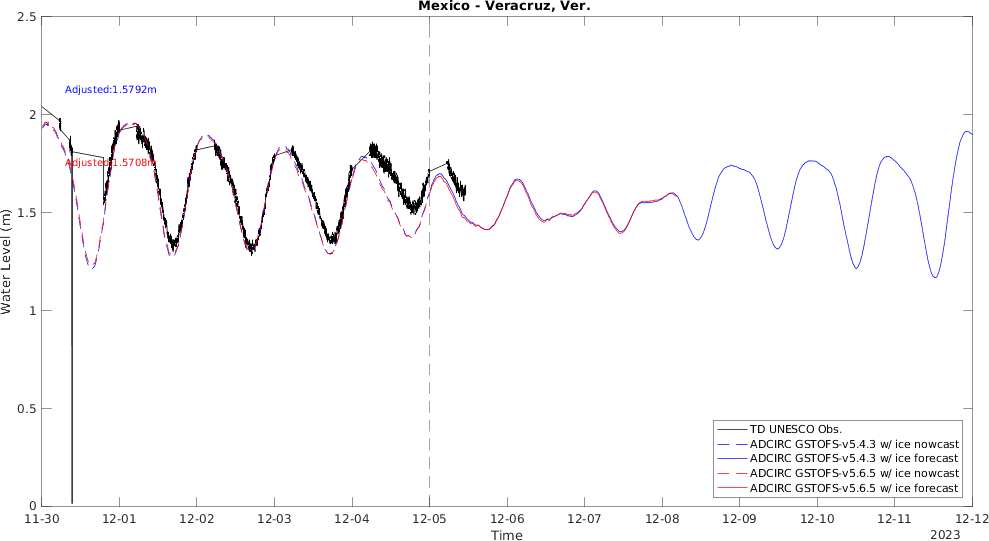 Mexico - Veracruz, Ver.
2.5
2
1.5
1
0.5
0
Water Level (m)
Adjusted:1.5792m
Adjusted:1.5708m
TD UNESCO Obs.
ADCIRC GSTOFS-v5.4.3 w/ ice nowcast
ADCIRC GSTOFS-v5.4.3 w/ ice forecast
ADCIRC GSTOFS-v5.6.5 w/ ice nowcast
ADCIRC GSTOFS-v5.6.5 w/ ice forecast
11-30 12-01 12-02 12-03 12-04 12-05 12-06 12-07 12-08 12-09 12-10 12-11 12-12
Time
2023